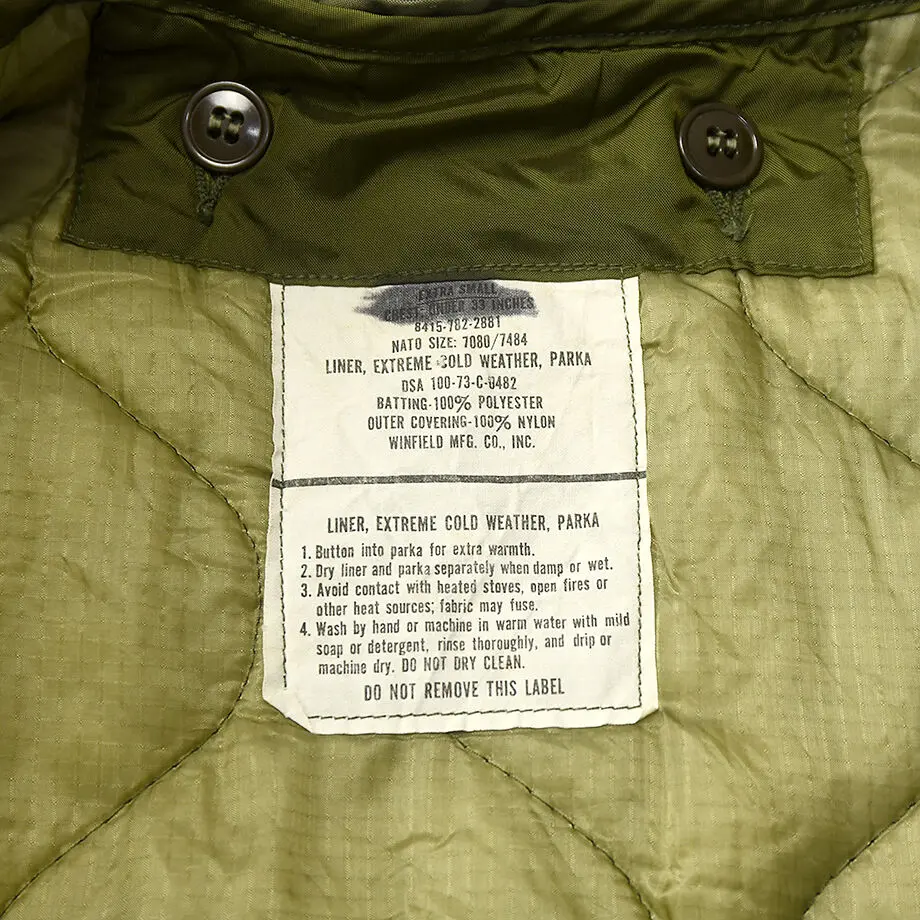 EXTRA SMALL
CHEST: UNDER 33 INCHES
8415-782-2881
NATO SIZE: 7080/7484
LINER, EXTREME COLD WEATHER, PARKA
DSA 100-73-C-0482
BATTING-100% POLYESTER
OUTER COVERING-100% NYLON
WINFIELD MFG. CO., INC.
LINER, EXTREME COLD WEATHER, PARKA
1. Button into parka for extra warmth.
2. Dry liner and parka separately when damp or wet.
3. Avoid contact with heated stoves, open fires or
other heat sources; fabric may fuse.
4. Wash by hand or machine in warm water with mild
soap or detergent, rinse thoroughly, and drip or
machine dry. DO NOT DRY CLEAN.
DO NOT REMOVE THIS LABEL